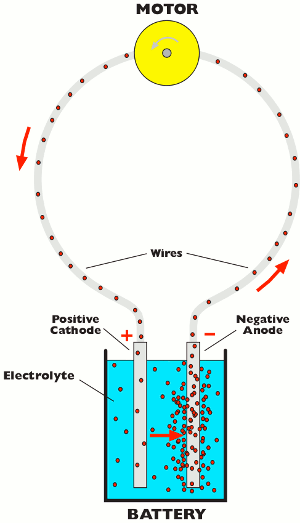 MOTOR
Wires
Positive
Cathode
+
−
Negative
Anode
Electrolyte
BATTERY